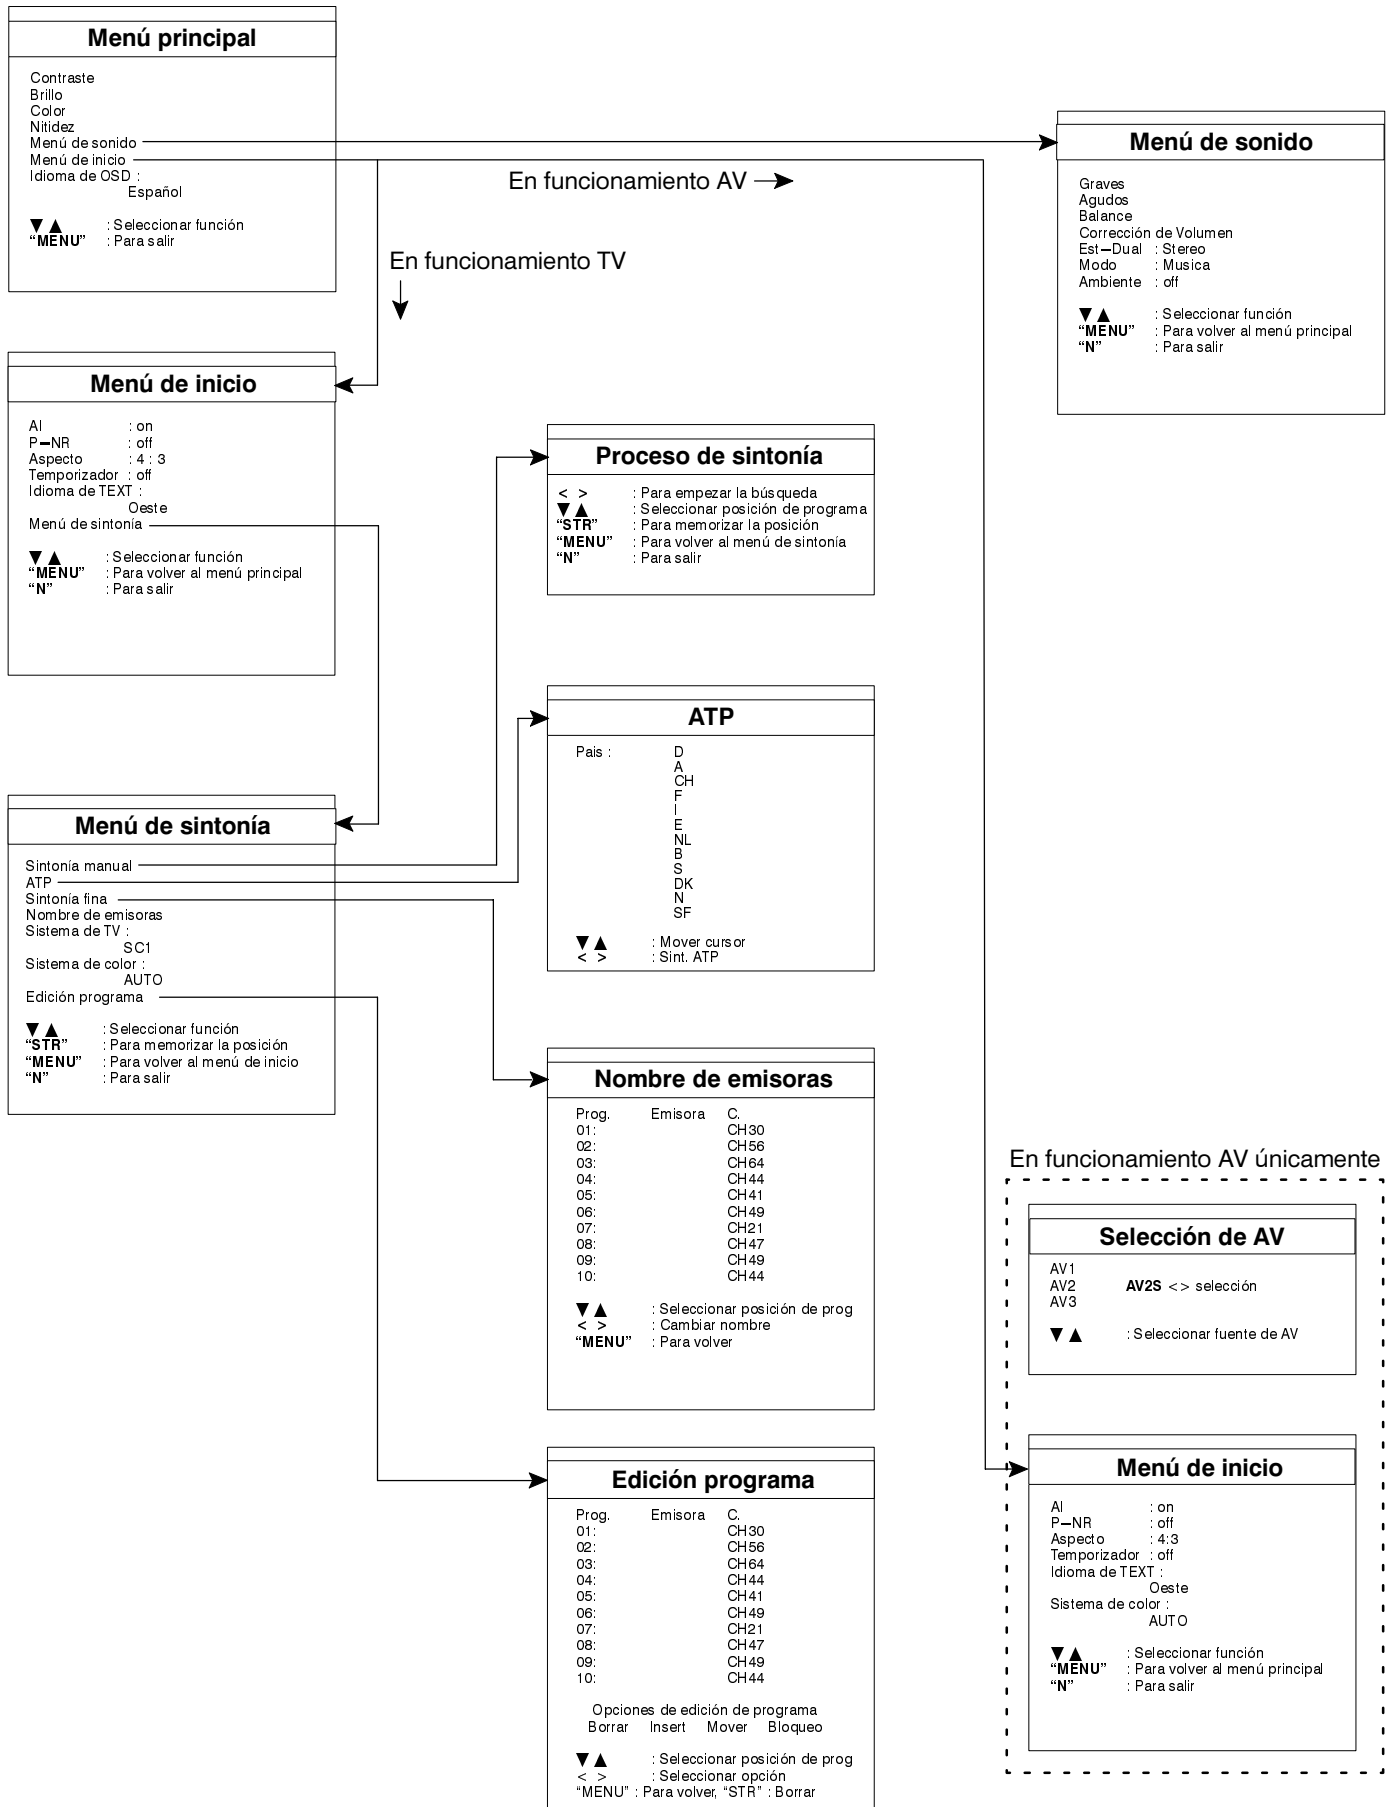 Menú principal
Contraste
Brillo
Color
Nitidez
Menú de sonido
Menú de inicio
Idioma de OSD :
Español
▼ ▲ : Seleccionar función
“MENU” : Para salir
En funcionamiento AV
En funcionamiento TV
Menú de sonido
Graves
Agudos
Balance
Corrección de Volumen
Est–Dual : Stereo
Modo : Musica
Ambiente : off
▼ ▲ : Seleccionar función
“MENU” : Para volver al menú principal
“N” : Para salir
Menú de inicio
AI : on
P–NR : off
Aspecto : 4 : 3
Temporizador : off
Idioma de TEXT :
Oeste
Menú de sintonía
▼ ▲ : Seleccionar función
“MENU” : Para volver al menú principal
“N” : Para salir
Proceso de sintonía
< > : Para empezar la búsqueda
▼ ▲ : Seleccionar posición de programa
“STR” : Para memorizar la posición
“MENU” : Para volver al menú de sintonía
“N” : Para salir
ATP
Pais : D
A
CH
F
I
E
NL
B
S
DK
N
SF
▼ ▲ : Mover cursor
< > : Sint. ATP
Menú de sintonía
Sintonía manual
ATP
Sintonía fina
Nombre de emisoras
Sistema de TV :
SC1
Sistema de color :
AUTO
Edición programa
▼ ▲ : Seleccionar función
“STR” : Para memorizar la posición
“MENU” : Para volver al menú de inicio
“N” : Para salir
Nombre de emisoras
Prog. Emisora C.
01: CH30
02: CH56
03: CH64
04: CH44
05: CH41
06: CH49
07: CH21
08: CH47
09: CH49
10: CH44
▼ ▲ : Seleccionar posición de prog
< > : Cambiar nombre
“MENU” : Para volver
Edición programa
Prog. Emisora C.
01: CH30
02: CH56
03: CH64
04: CH44
05: CH41
06: CH49
07: CH21
08: CH47
09: CH49
10: CH44
Opciones de edición de programa
Borrar Insert Mover Bloqueo
▼ ▲ : Seleccionar posición de prog
< > : Seleccionar opción
“MENU” : Para volver, “STR” : Borrar
En funcionamiento AV únicamente
Selección de AV
AV1
AV2 AV2S < > selección
AV3
▼ ▲ : Seleccionar fuente de AV
Menú de inicio
AI : on
P–NR : off
Aspecto : 4:3
Temporizador : off
Idioma de TEXT :
Oeste
Sistema de color :
AUTO
▼ ▲ : Seleccionar función
“MENU” : Para volver al menú principal
“N” : Para salir